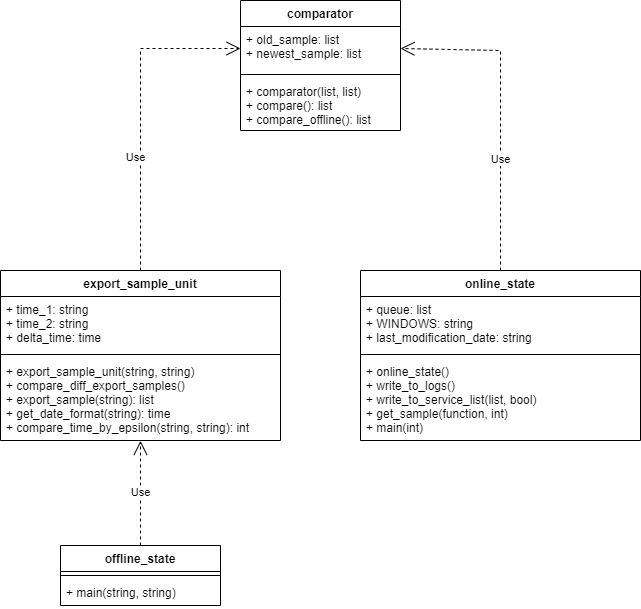 comparator
+ old_sample: list
+ newest_sample: list
+ comparator(list, list)
+ compare(): list
+ compare_offline(): list
Use
Use
export_sample_unit
+ time_1: string
+ time_2: string
+ delta_time: time
+ export_sample_unit(string, string)
+ compare_diff_export_samples()
+ export_sample(string): list
+ get_date_format(string): time
+ compare_time_by_epsilon(string, string): int
online_state
+ queue: list
+ WINDOWS: string
+ last_modification_date: string
+ online_state()
+ write_to_logs()
+ write_to_service_list(list, bool)
+ get_sample(function, int)
+ main(int)
Use
offline_state
+ main(string, string)